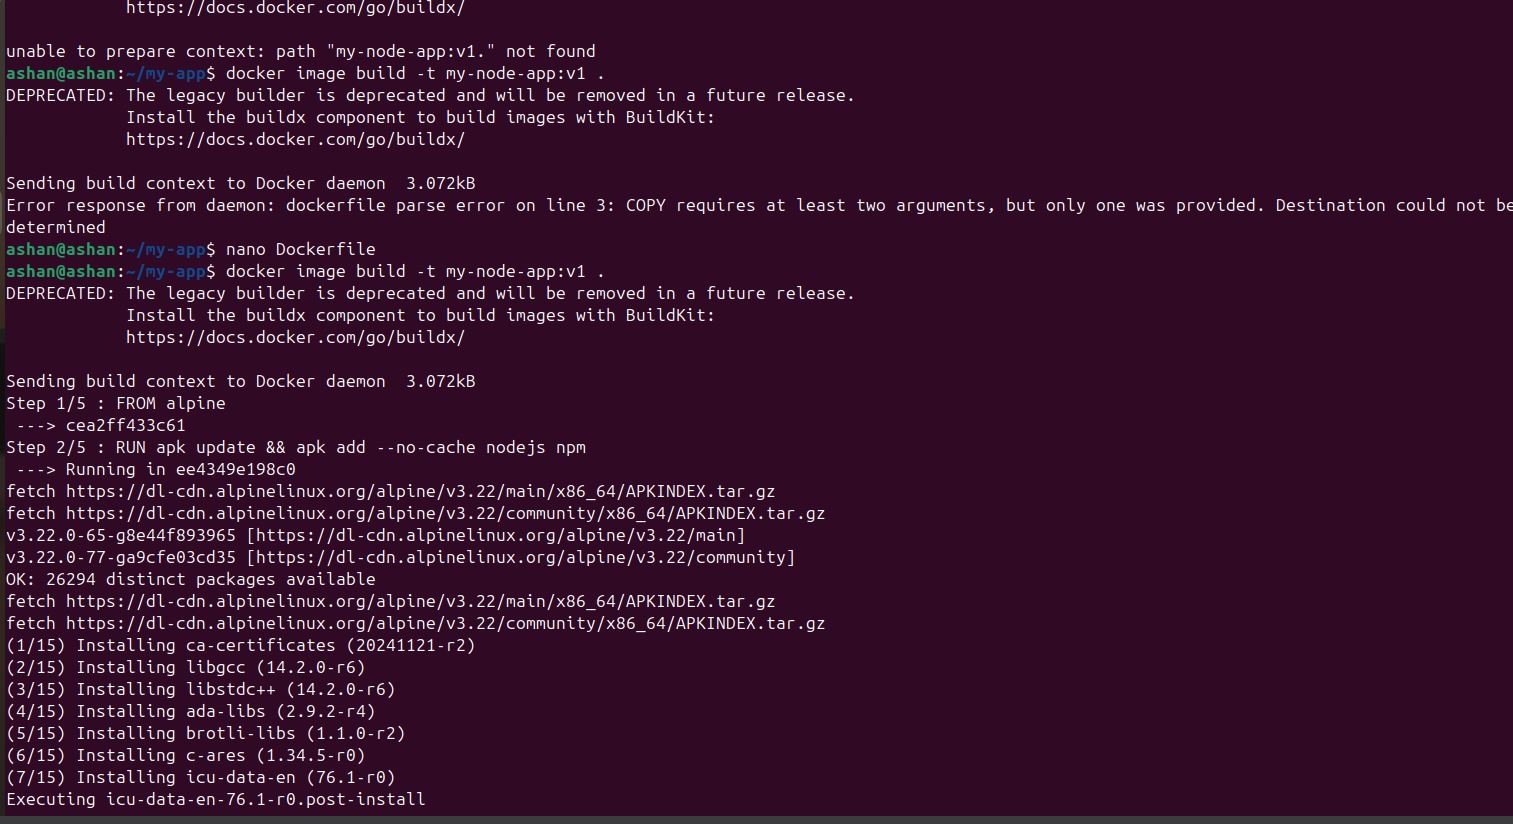 https://docs.docker.com/go/buildx/
unable to prepare context: path "my-node-app:v1." not found
ashan@ashan:~/my-app$ docker image build -t my-node-app:v1 .
DEPRECATED: The legacy builder is deprecated and will be removed in a future release.
Install the buildx component to build images with BuildKit:
https://docs.docker.com/go/buildx/
Sending build context to Docker daemon  3.072kB
Error response from daemon: dockerfile parse error on line 3: COPY requires at least two arguments, but only one was provided. Destination could not be
determined
ashan@ashan:~/my-app$ nano Dockerfile
ashan@ashan:~/my-app$ docker image build -t my-node-app:v1 .
DEPRECATED: The legacy builder is deprecated and will be removed in a future release.
Install the buildx component to build images with BuildKit:
https://docs.docker.com/go/buildx/
Sending build context to Docker daemon  3.072kB
Step 1/5 : FROM alpine
---> cea2ff433c61
Step 2/5 : RUN apk update && apk add --no-cache nodejs npm
---> Running in ee4349e198c0
fetch https://dl-cdn.alpinelinux.org/alpine/v3.22/main/x86_64/APKINDEX.tar.gz
fetch https://dl-cdn.alpinelinux.org/alpine/v3.22/community/x86_64/APKINDEX.tar.gz
v3.22.0-65-g8e44f893965 [https://dl-cdn.alpinelinux.org/alpine/v3.22/main]
v3.22.0-77-ga9cfe03cd35 [https://dl-cdn.alpinelinux.org/alpine/v3.22/community]
OK: 26294 distinct packages available
fetch https://dl-cdn.alpinelinux.org/alpine/v3.22/main/x86_64/APKINDEX.tar.gz
fetch https://dl-cdn.alpinelinux.org/alpine/v3.22/community/x86_64/APKINDEX.tar.gz
(1/15) Installing ca-certificates (20241121-r2)
(2/15) Installing libgcc (14.2.0-r6)
(3/15) Installing libstdc++ (14.2.0-r6)
(4/15) Installing ada-libs (2.9.2-r4)
(5/15) Installing brotli-libs (1.1.0-r2)
(6/15) Installing c-ares (1.34.5-r0)
(7/15) Installing icu-data-en (76.1-r0)
Executing icu-data-en-76.1-r0.post-install